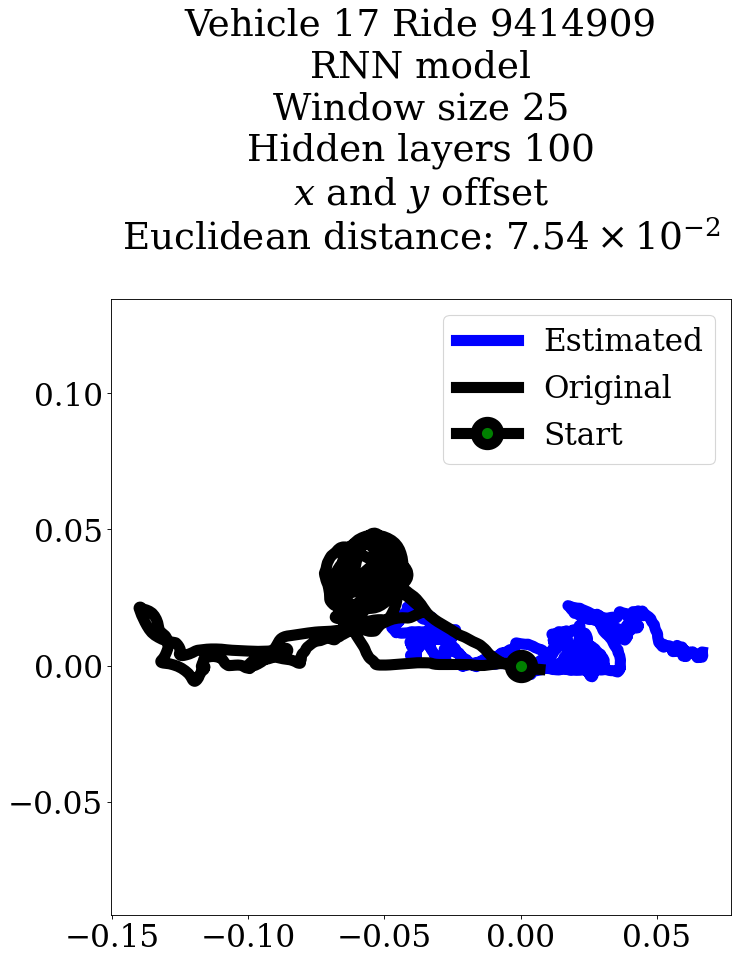 Vehicle 17 Ride 9414909
RNN model
Window size 25
Hidden layers 100
x and y offset
Euclidean distance: 7.54 × 10⁻²
Estimated
Original
Start
0.10
0.05
0.00
−0.05
−0.15
−0.10
−0.05
0.00
0.05